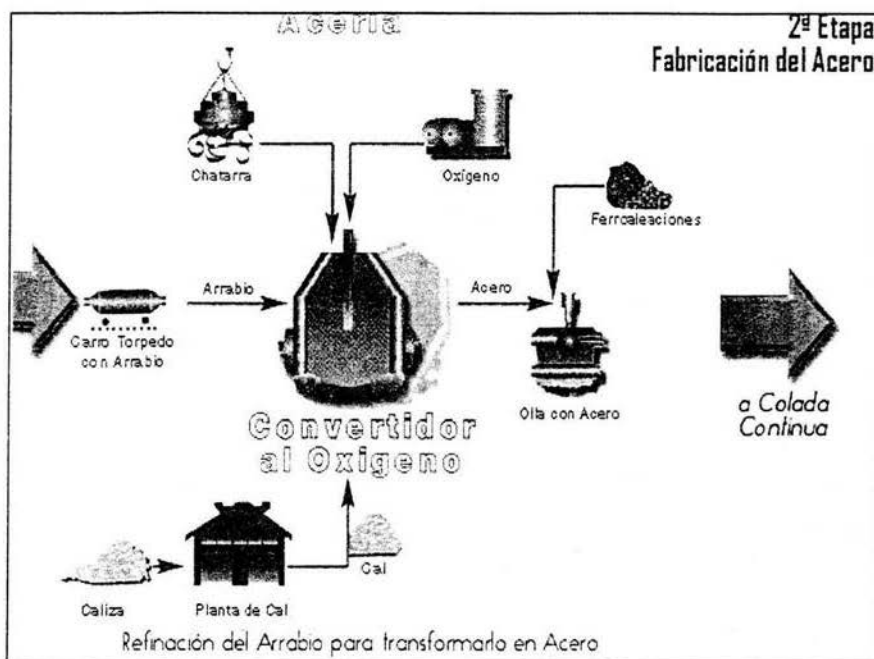 Acería
2ª Etapa
Fabricación del Acero
Chatarra
Oxígeno
Ferroaleaciones
Arrabio
Acero
Carro Torpedo
con Arrabio
Olla con Acero
a Colada
Continua
Convertidor
al Oxígeno
Caliza
Planta de Cal
Cal
Refinación del Arrabio para transformarlo en Acero